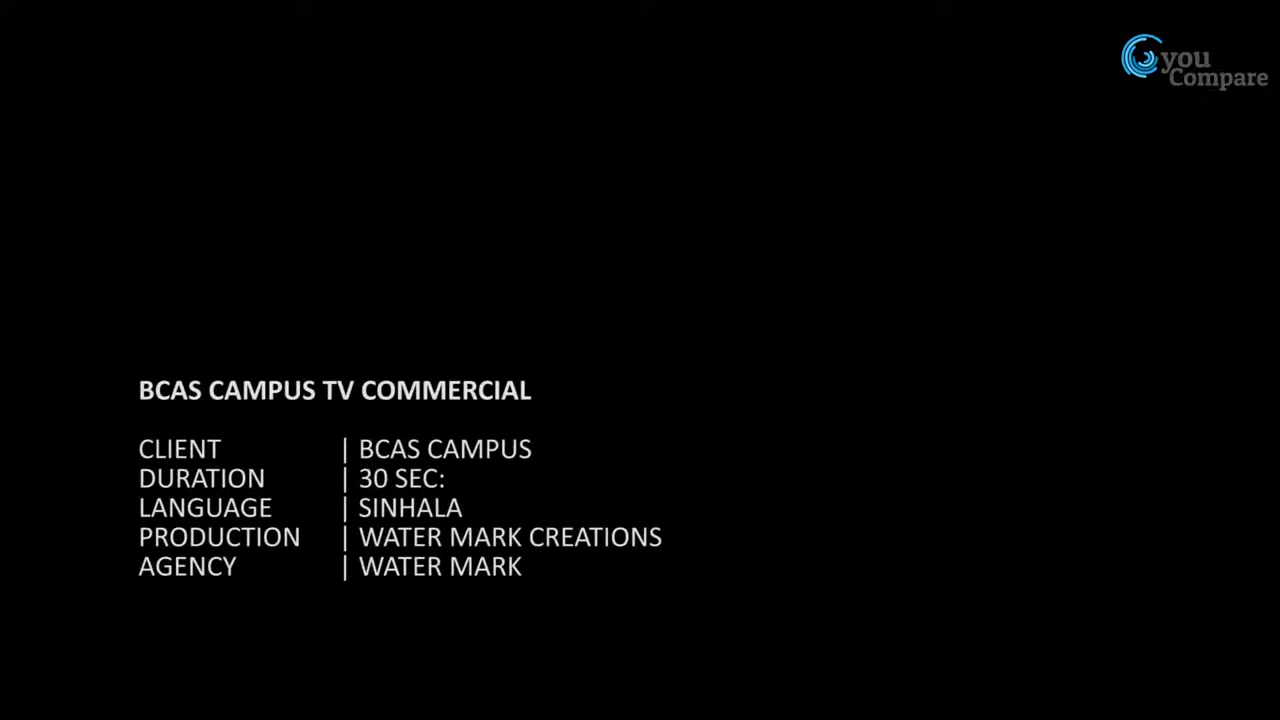 you
Compare
BCAS CAMPUS TV COMMERCIAL
CLIENT | BCAS CAMPUS
DURATION | 30 SEC:
LANGUAGE | SINHALA
PRODUCTION | WATER MARK CREATIONS
AGENCY | WATER MARK